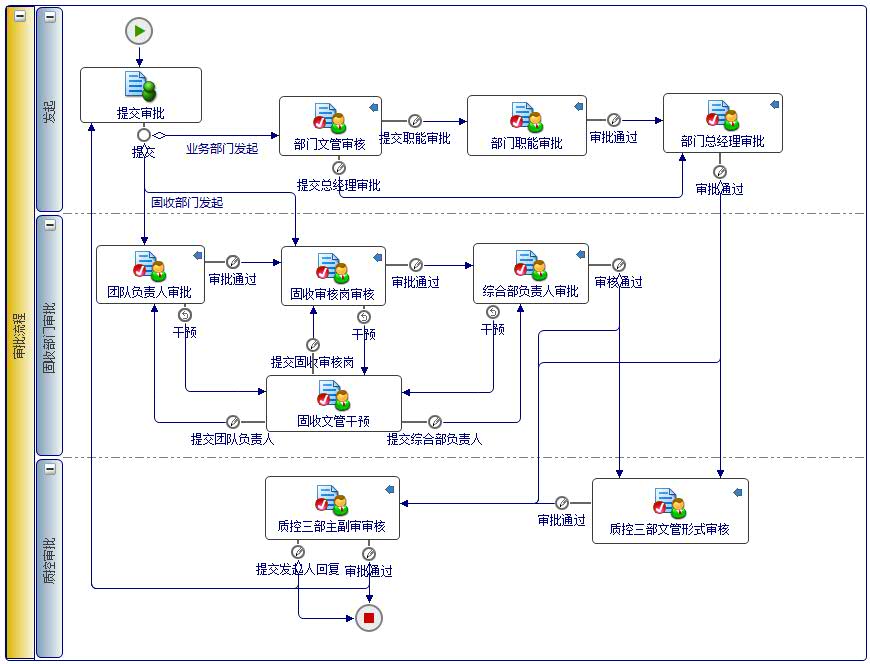 审批流程
发起
提交审批
提交
业务部门发起
部门文管审核
提交职能审批
部门职能审批
审批通过
部门总经理审批
提交总经理审批
审批通过
固收部门发起
固收部门审批
团队负责人审批
审批通过
固收审核岗审核
审批通过
综合部负责人审批
审核通过
干预
干预
干预
提交固收审核岗
固收文管干预
提交团队负责人
提交综合部负责人
质控审批
质控三部主副审审核
审批通过
质控三部文管形式审核
提交发起人回复
审批通过